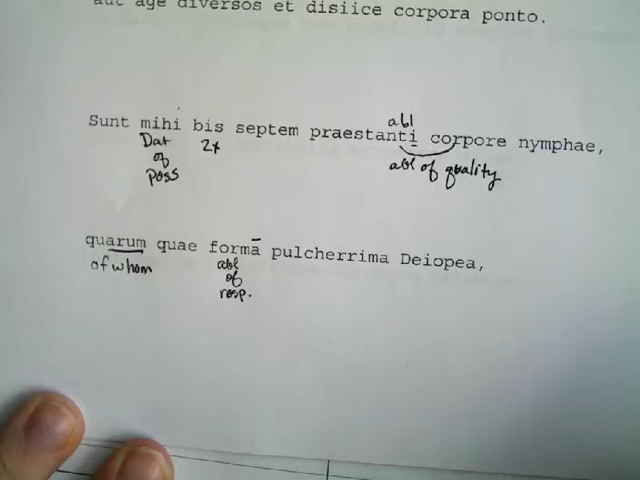 aut age diversos et disiice corpora ponto.
abl
Sunt mihi bis septem praestanti corpore nymphae,
Dat of poss
2x
abl of quality
quarum quae formā pulcherrima Deiopea,
of whom
abl of resp.